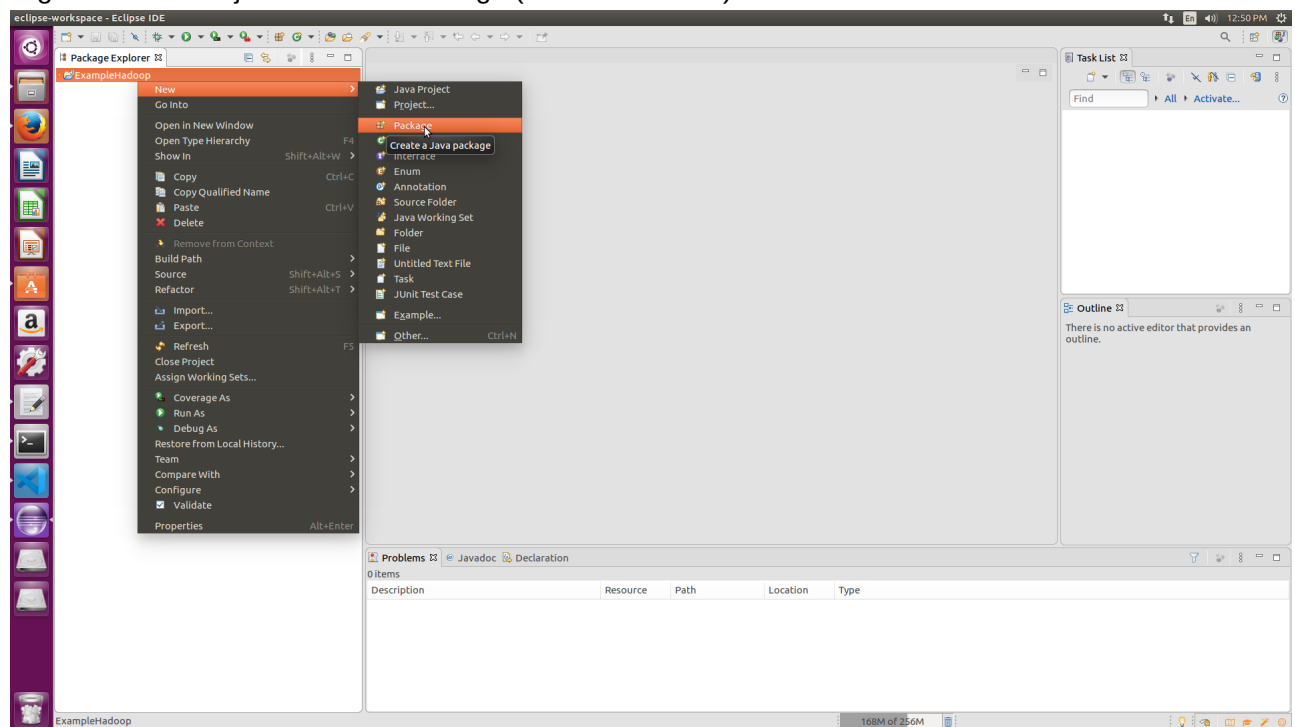 eclipse-workspace - Eclipse IDE
En
12:50 PM
Package Explorer
Task List
ExampleHadoop
Find
All
Activate...
New
Go Into
Open in New Window
Open Type Hierarchy F4
Show In Shift+Alt+W
Copy Ctrl+C
Copy Qualified Name
Paste Ctrl+V
Delete
Remove from Context
Build Path
Source Shift+Alt+S
Refactor Shift+Alt+T
Import...
Export...
Refresh F5
Close Project
Assign Working Sets...
Coverage As
Run As
Debug As
Restore from Local History...
Team
Compare With
Configure
Validate
Properties Alt+Enter
Java Project
Project...
Package
Create a Java package
Interface
Enum
Annotation
Source Folder
Java Working Set
Folder
File
Untitled Text File
Task
JUnit Test Case
Example...
Other... Ctrl+N
Outline
There is no active editor that provides an
outline.
Problems
Javadoc
Declaration
0 items
Description Resource Path Location Type
ExampleHadoop
168M of 256M